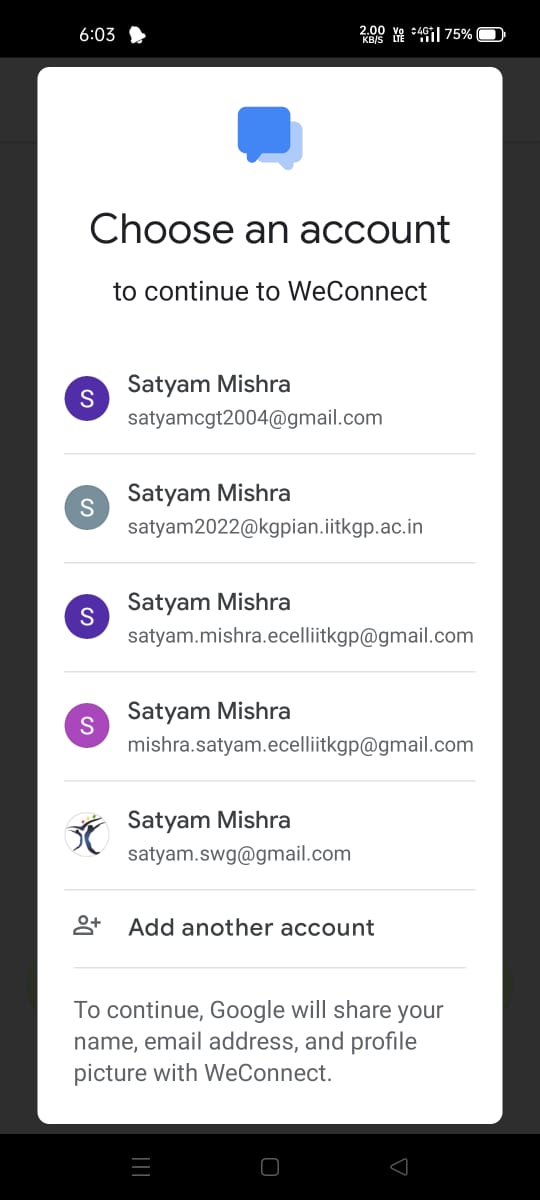 6:03 2.00 KB/S Vo LTE 4G+ 75%
Choose an account
to continue to WeConnect
S
Satyam Mishra
satyamcgt2004@gmail.com
S
Satyam Mishra
satyam2022@kgpian.iitkgp.ac.in
S
Satyam Mishra
satyam.mishra.ecelliitkgp@gmail.com
S
Satyam Mishra
mishra.satyam.ecelliitkgp@gmail.com
Satyam Mishra
satyam.swg@gmail.com
Add another account
To continue, Google will share your
name, email address, and profile
picture with WeConnect.